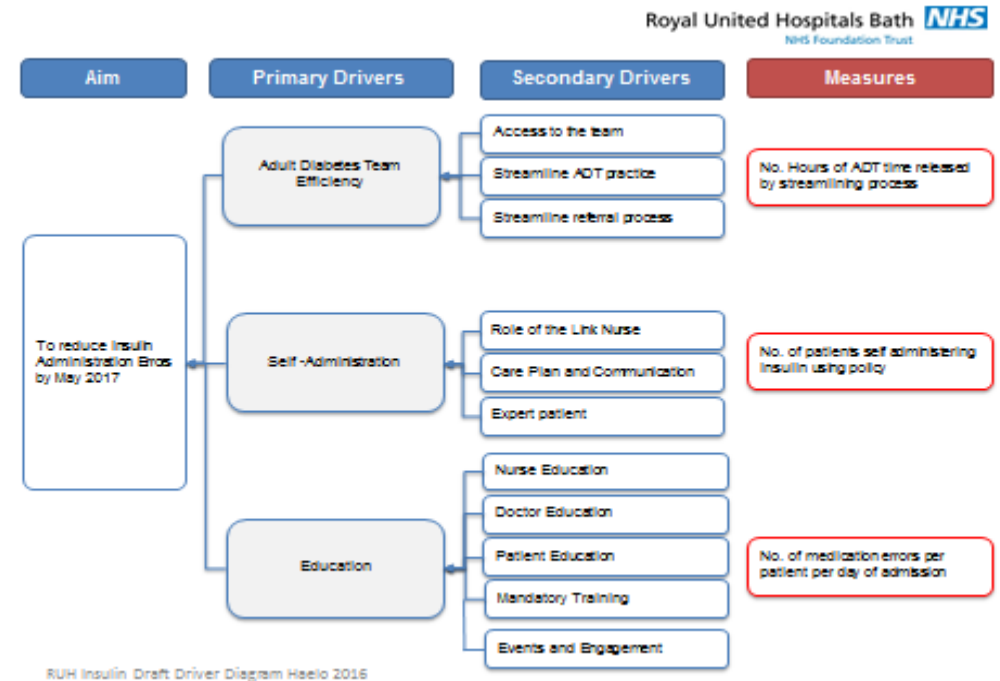 Royal United Hospitals Bath NHS
NHS Foundation Trust
Aim
Primary Drivers
Secondary Drivers
Measures
To reduce Insulin
Administration Erros
by May 2017
Adult Diabetes Team
Efficiency
Access to the team
Streamline ADT practice
Streamline referral process
No. Hours of ADT time released
by streamlining process
Self -Administration
Role of the Link Nurse
Care Plan and Communication
Expert patient
No. of patients self administering
insulin using policy
Education
Nurse Education
Doctor Education
Patient Education
Mandatory Training
Events and Engagement
No. of medication errors per
patient per day of admission
RUH Insulin Draft Driver Diagram Haelo 2016